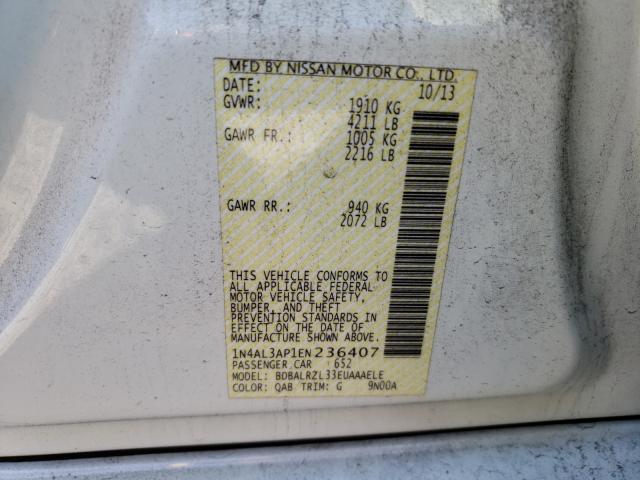 MFD BY NISSAN MOTOR CO., LTD.
DATE: 10/13
GVWR: 1910 KG
4211 LB
GAWR FR.: 1005 KG
2216 LB
GAWR RR.: 940 KG
2072 LB
THIS VEHICLE CONFORMS TO
ALL APPLICABLE FEDERAL
MOTOR VEHICLE SAFETY,
BUMPER, AND THEFT
PREVENTION STANDARDS
IN EFFECT ON THE DATE OF
MANUFACTURE SHOWN ABOVE.
1N4AL3AP1EN236407
PASSENGER CAR 652
MODEL: BDBALRZL33EUAAAELE
COLOR: QAB TRIM: G 9N00A